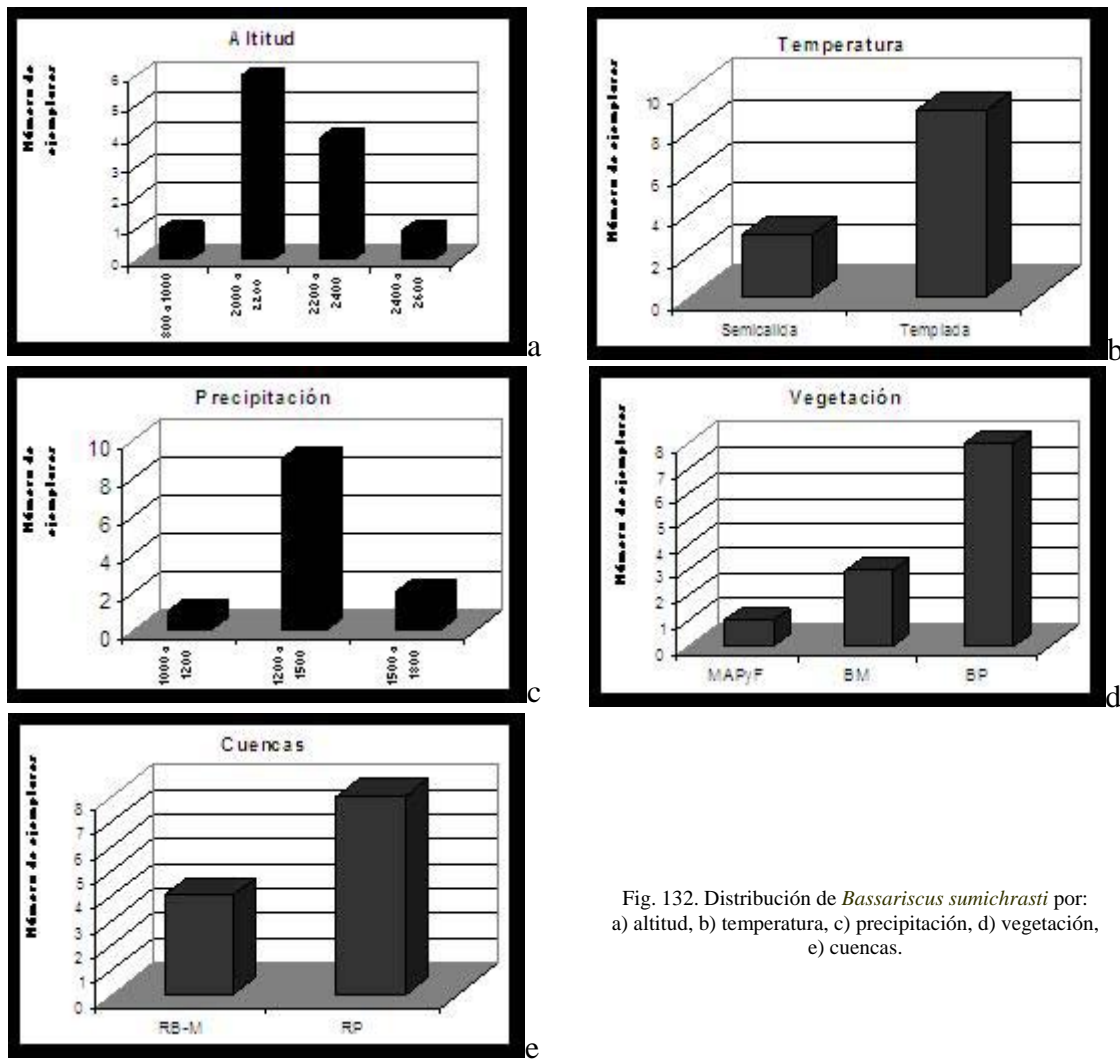 Altitud
Número de
ejemplares
6
5
4
3
2
1
0
800 a 1000
2000 a
2200
2200 a
2400
2400 a
2600
a
Temperatura
Número de ejemplares
10
8
6
4
2
0
Semicalida
Templada
b
Precipitación
Número de
ejemplares
10
8
6
4
2
0
1000 a
1200
1200 a
1500
1500 a
1800
c
Vegetación
Número de ejemplares
8
7
6
5
4
3
2
1
0
MAPyF
BM
BP
d
Cuencas
Número de ejemplares
8
7
6
5
4
3
2
1
0
RB-M
RP
e
Fig. 132. Distribución de Bassariscus sumichrasti por:
a) altitud, b) temperatura, c) precipitación, d) vegetación,
e) cuencas.